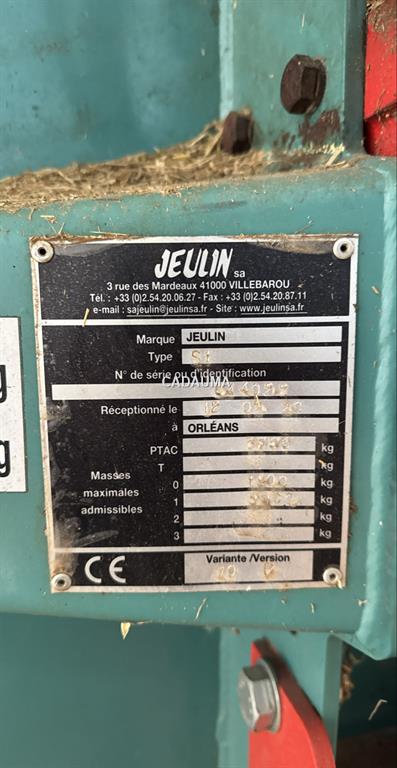 JEULIN sa
3 rue des Mardeaux 41000 VILLEBAROU
Tél. : +33 (0)2.54.20.06.27 - Fax : +33 (0)2.54.20.87.11
e-mail : sajeulin@jeulinsa.fr - Site : www.jeulinsa.fr
Marque JEULIN
Type
N° de série ou d'identification
CADAUMA
Réceptionné le
à ORLÉANS
PTAC kg
T kg
Masses maximales admissibles
0 kg
1 kg
2 kg
3 kg
CE
Variante /Version
g
g